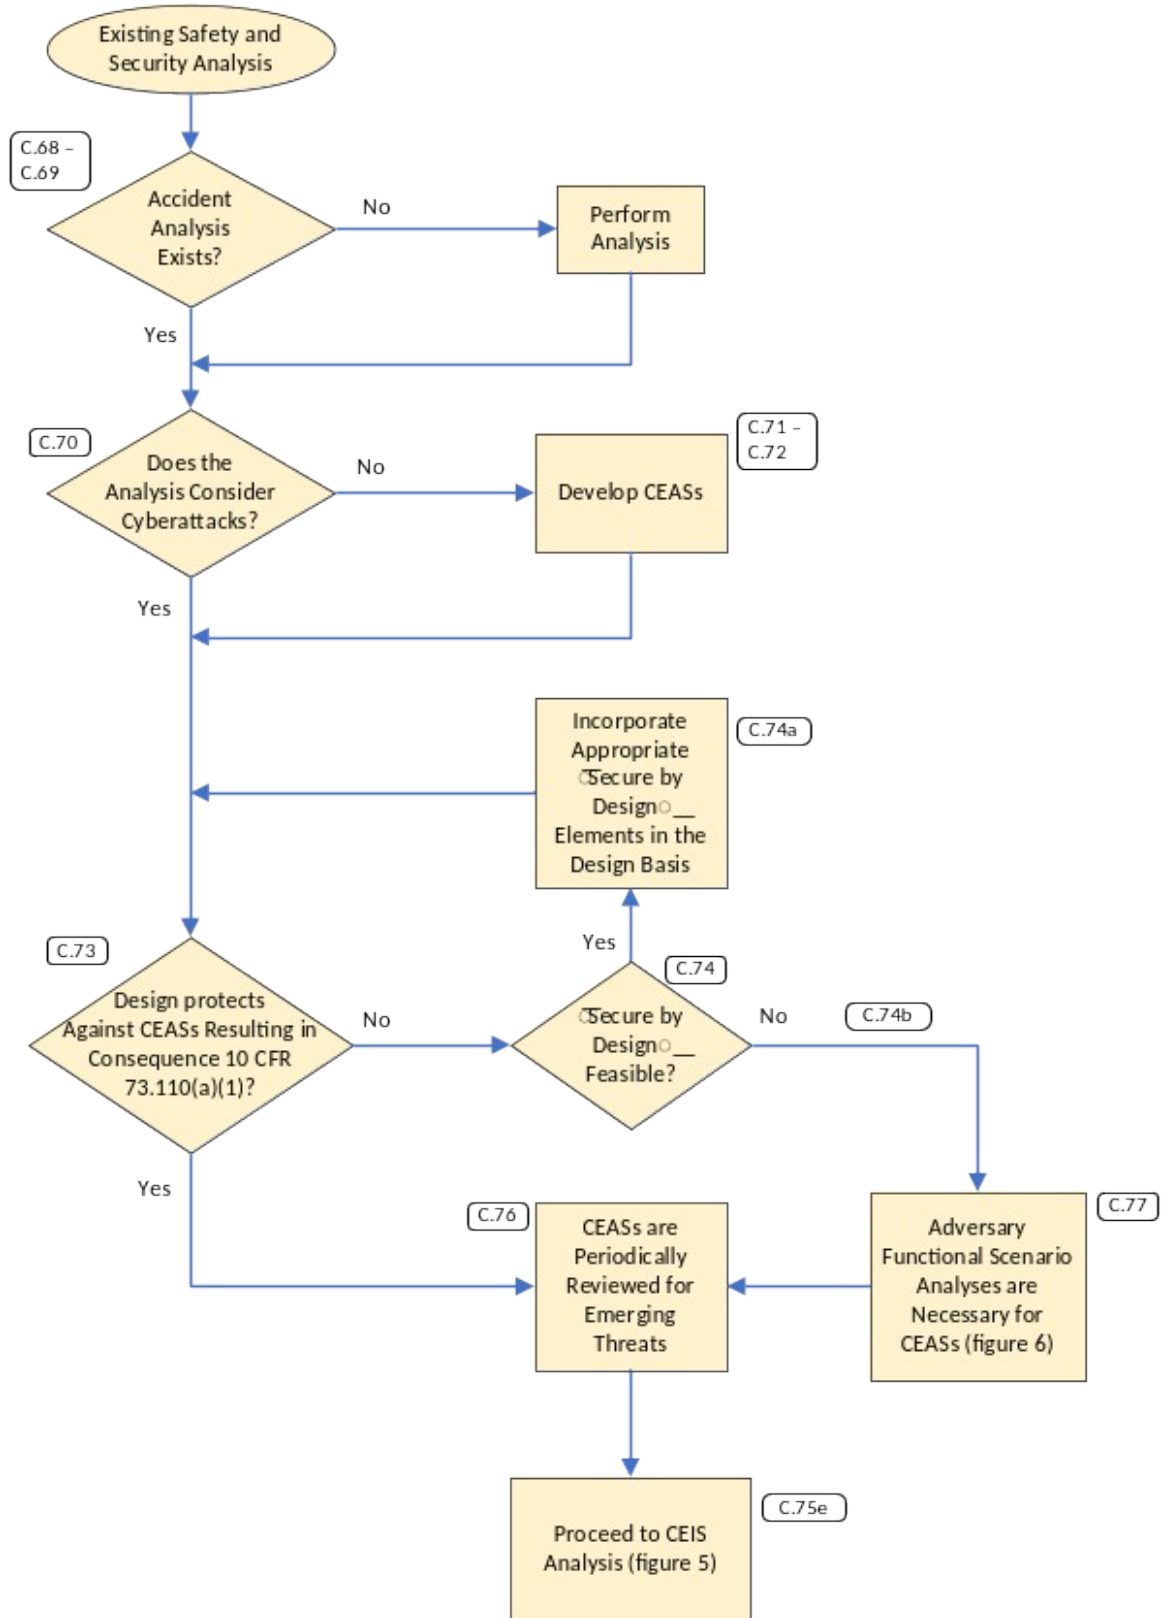 Existing Safety and
Security Analysis
C.68 –
C.69
Accident
Analysis
Exists?
No
Perform
Analysis
Yes
C.70
Does the
Analysis Consider
Cyberattacks?
No
Develop CEASs
C.71 –
C.72
Yes
Incorporate
Appropriate
Secure by
Design__
Elements in the
Design Basis
C.74a
Yes
C.73
Design protects
Against CEASs Resulting in
Consequence 10 CFR
73.110(a)(1)?
No
C.74
Secure by
Design__
Feasible?
No
C.74b
Yes
C.76
CEASs are
Periodically
Reviewed for
Emerging
Threats
Adversary
Functional Scenario
Analyses are
Necessary for
CEASs (figure 6)
C.77
Proceed to CEIS
Analysis (figure 5)
C.75e